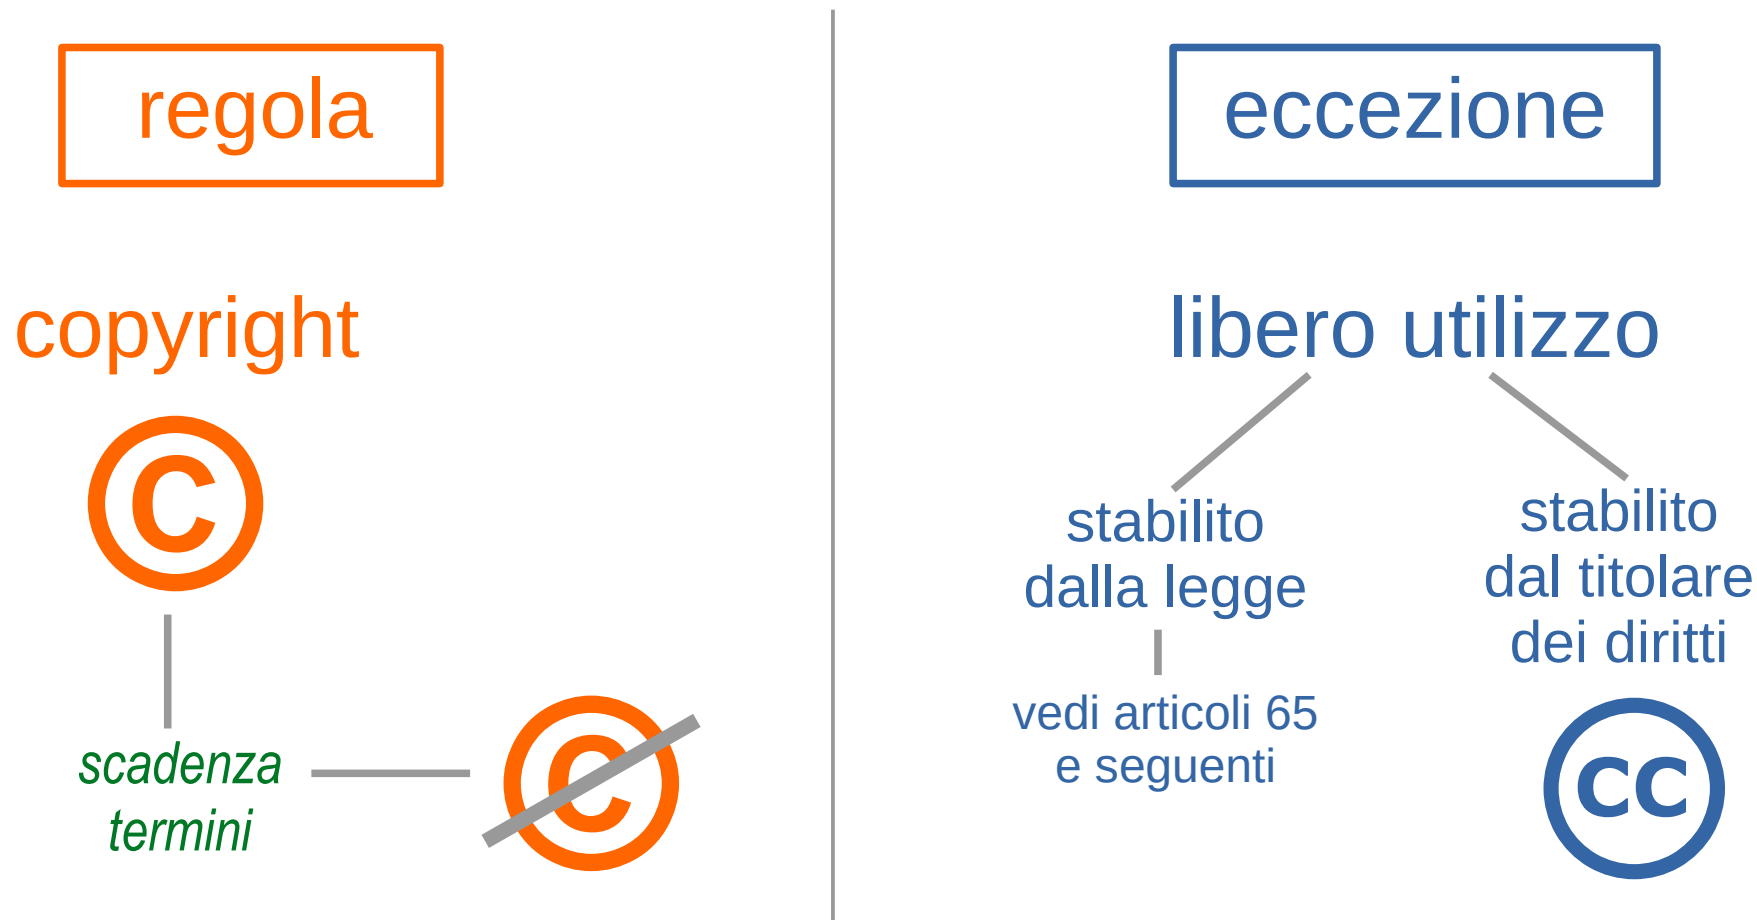 regola
copyright
©
scadenza
termini
©
eccezione
libero utilizzo
stabilito
dalla legge
vedi articoli 65
e seguenti
stabilito
dal titolare
dei diritti
cc